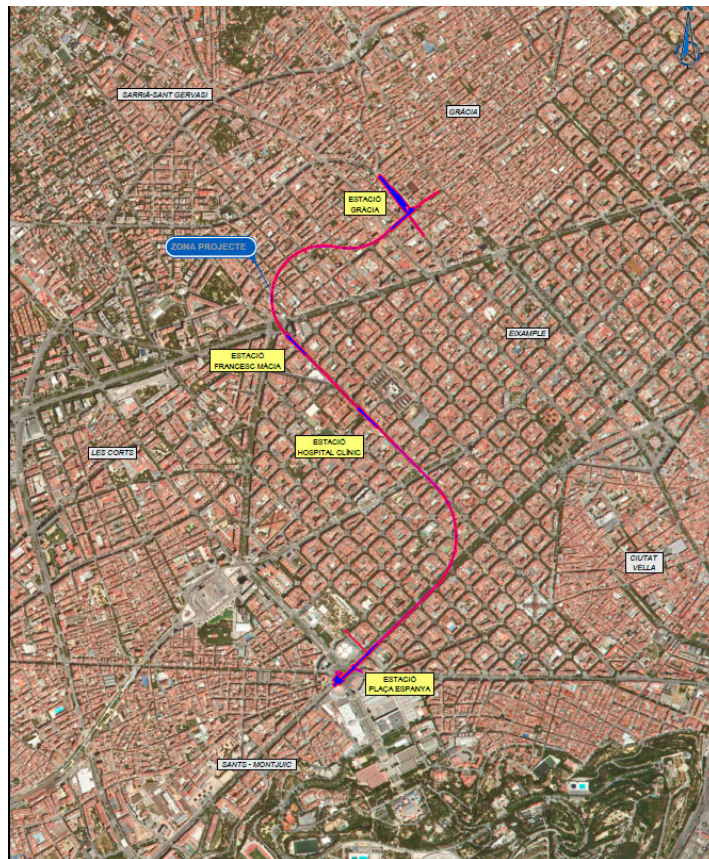 SARRIÀ-SANT GERVASI
GRÀCIA
ESTACIÓ
GRÀCIA
ZONA PROJECTE
EIXAMPLE
ESTACIÓ
FRANCESC MÀCIA
ESTACIÓ
HOSPITAL CLÍNIC
LES CORTS
CIUTAT
VELLA
ESTACIÓ
PLAÇA ESPANYA
SANTS - MONTJUIC